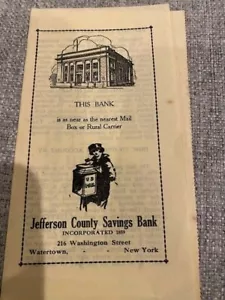 THIS BANK
is as near as the nearest Mail
Box or Rural Carrier
Jefferson County Savings Bank
INCORPORATED 1859
216 Washington Street
Watertown, - - New York